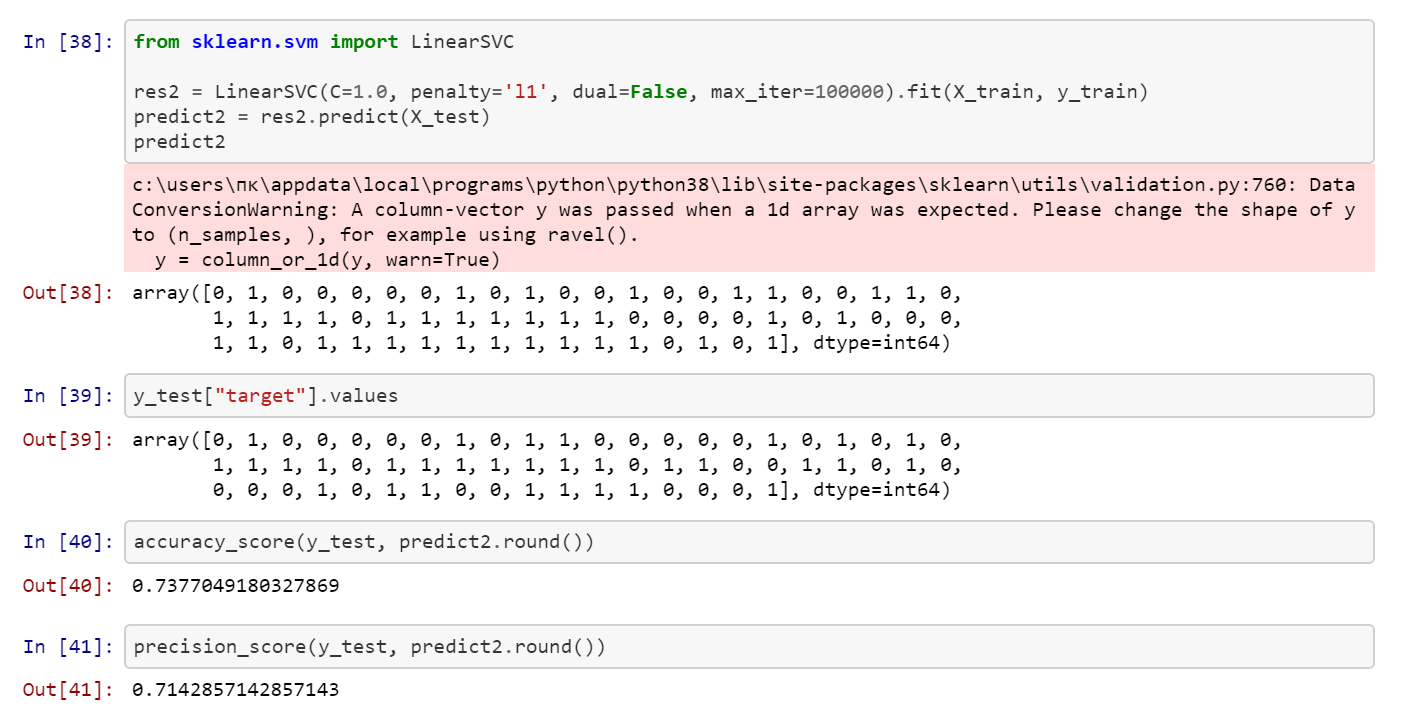 In [38]: from sklearn.svm import LinearSVC
res2 = LinearSVC(C=1.0, penalty='l1', dual=False, max_iter=100000).fit(X_train, y_train)
predict2 = res2.predict(X_test)
predict2
c:\users\пк\appdata\local\programs\python\python38\lib\site-packages\sklearn\utils\validation.py:760: Data
ConversionWarning: A column-vector y was passed when a 1d array was expected. Please change the shape of y
to (n_samples, ), for example using ravel().
y = column_or_1d(y, warn=True)
Out[38]: array([0, 1, 0, 0, 0, 0, 0, 1, 0, 1, 0, 0, 1, 0, 0, 1, 1, 0, 0, 1, 1, 0,
1, 1, 1, 1, 0, 1, 1, 1, 1, 1, 1, 1, 0, 0, 0, 0, 1, 0, 1, 0, 0, 0,
1, 1, 0, 1, 1, 1, 1, 1, 1, 1, 1, 1, 1, 0, 1, 0, 1], dtype=int64)
In [39]: y_test["target"].values
Out[39]: array([0, 1, 0, 0, 0, 0, 0, 1, 0, 1, 1, 0, 0, 0, 0, 0, 1, 0, 1, 0, 1, 0,
1, 1, 1, 1, 0, 1, 1, 1, 1, 1, 1, 1, 0, 1, 1, 0, 0, 1, 1, 0, 1, 0,
0, 0, 0, 1, 0, 1, 1, 0, 0, 1, 1, 1, 1, 0, 0, 0, 1], dtype=int64)
In [40]: accuracy_score(y_test, predict2.round())
Out[40]: 0.7377049180327869
In [41]: precision_score(y_test, predict2.round())
Out[41]: 0.7142857142857143